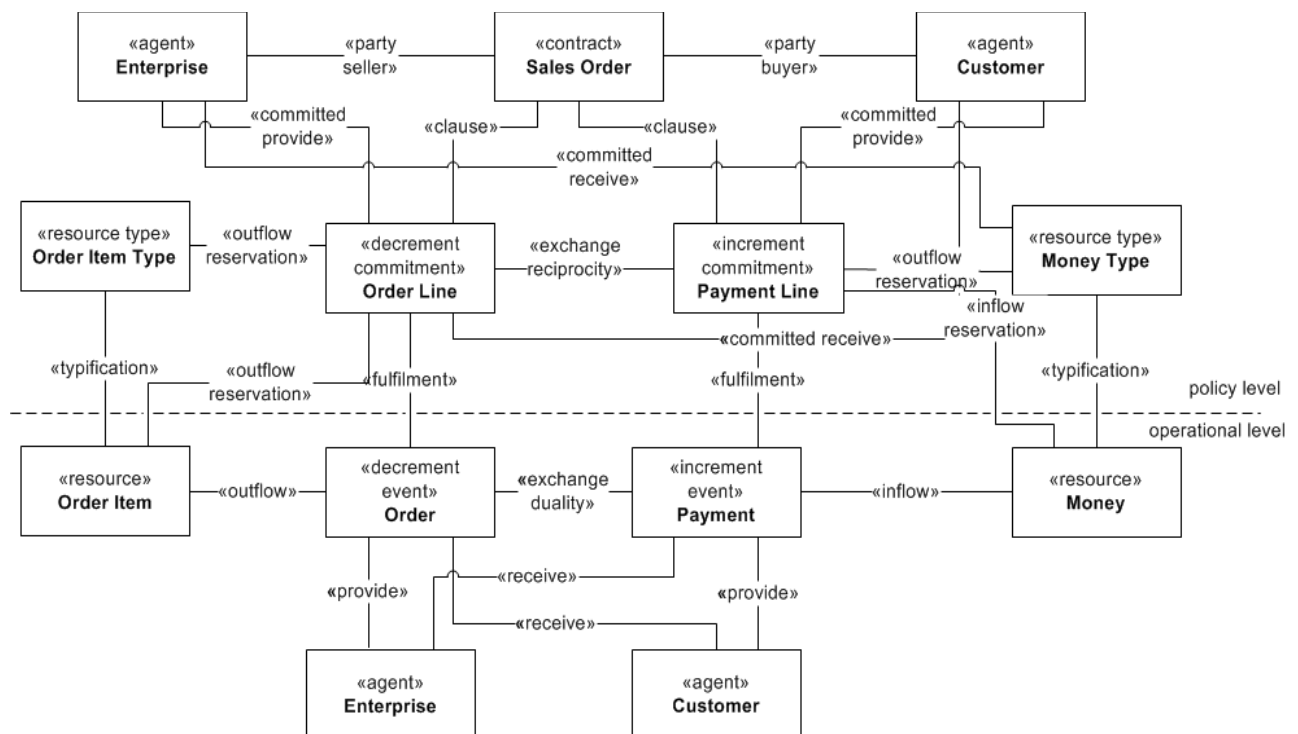 «agent»
Enterprise
«party
seller»
«contract»
Sales Order
«party
buyer»
«agent»
Customer
«committed
provide»
«clause»
«clause»
«committed
provide»
«committed
receive»
«resource type»
Order Item Type
«outflow
reservation»
«decrement
commitment»
Order Line
«exchange
reciprocity»
«increment
commitment»
Payment Line
«outflow
reservation»
«resource type»
Money Type
«inflow
reservation»
«committed receive»
«typification»
«outflow
reservation»
«fulfilment»
«fulfilment»
«typification»
policy level
operational level
«resource»
Order Item
«outflow»
«decrement
event»
Order
«exchange
duality»
«increment
event»
Payment
«inflow»
«resource»
Money
«receive»
«provide»
«provide»
«receive»
«agent»
Enterprise
«agent»
Customer